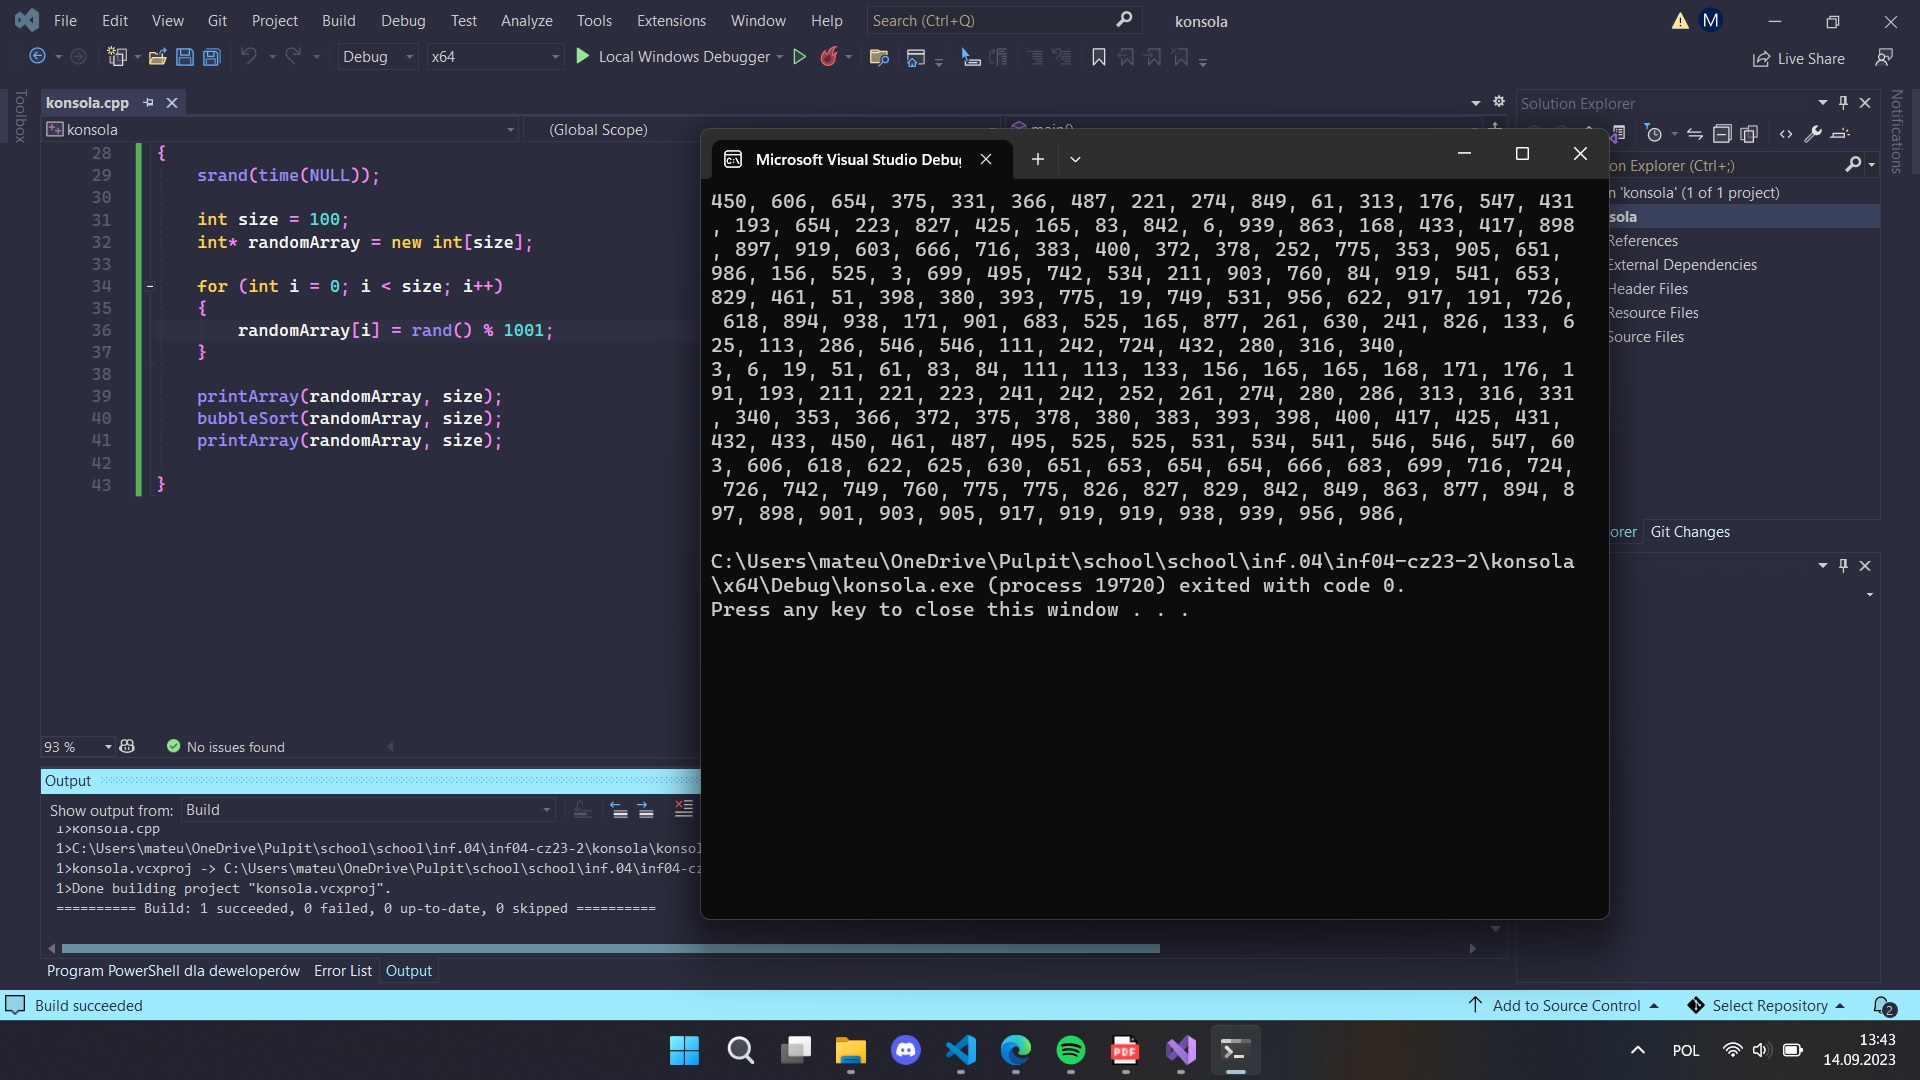 File Edit View Git Project Build Debug Test Analyze Tools Extensions Window Help Search (Ctrl+Q) konsola M
Debug x64 Local Windows Debugger Live Share
Toolbox
konsola.cpp
konsola (Global Scope) main()
28 {
29 srand(time(NULL));
30
31 int size = 100;
32 int* randomArray = new int[size];
33
34 for (int i = 0; i < size; i++)
35 {
36 randomArray[i] = rand() % 1001;
37 }
38
39 printArray(randomArray, size);
40 bubbleSort(randomArray, size);
41 printArray(randomArray, size);
42
43 }
93 % No issues found
Microsoft Visual Studio Debu
450, 606, 654, 375, 331, 366, 487, 221, 274, 849, 61, 313, 176, 547, 431
, 193, 654, 223, 827, 425, 165, 83, 842, 6, 939, 863, 168, 433, 417, 898
, 897, 919, 603, 666, 716, 383, 400, 372, 378, 252, 775, 353, 905, 651,
986, 156, 525, 3, 699, 495, 742, 534, 211, 903, 760, 84, 919, 541, 653,
829, 461, 51, 398, 380, 393, 775, 19, 749, 531, 956, 622, 917, 191, 726,
618, 894, 938, 171, 901, 683, 525, 165, 877, 261, 630, 241, 826, 133, 6
25, 113, 286, 546, 546, 111, 242, 724, 432, 280, 316, 340,
3, 6, 19, 51, 61, 83, 84, 111, 113, 133, 156, 165, 165, 168, 171, 176, 1
91, 193, 211, 221, 223, 241, 242, 252, 261, 274, 280, 286, 313, 316, 331
, 340, 353, 366, 372, 375, 378, 380, 383, 393, 398, 400, 417, 425, 431,
432, 433, 450, 461, 487, 495, 525, 525, 531, 534, 541, 546, 546, 547, 60
3, 606, 618, 622, 625, 630, 651, 653, 654, 654, 666, 683, 699, 716, 724,
726, 742, 749, 760, 775, 775, 826, 827, 829, 842, 849, 863, 877, 894, 8
97, 898, 901, 903, 905, 917, 919, 919, 938, 939, 956, 986,
C:\Users\mateu\OneDrive\Pulpit\school\school\inf.04\inf04-cz23-2\konsola
\x64\Debug\konsola.exe (process 19720) exited with code 0.
Press any key to close this window . . .
Solution Explorer
on Explorer (Ctrl+;)
n 'konsola' (1 of 1 project)
sola
References
External Dependencies
Header Files
Resource Files
Source Files
orer Git Changes
Notifications
Output
Show output from: Build
1>konsola.cpp
1>C:\Users\mateu\OneDrive\Pulpit\school\school\inf.04\inf04-cz23-2\konsola\konsol
1>konsola.vcxproj -> C:\Users\mateu\OneDrive\Pulpit\school\school\inf.04\inf04-cz
1>Done building project "konsola.vcxproj".
========== Build: 1 succeeded, 0 failed, 0 up-to-date, 0 skipped ==========
Program PowerShell dla deweloperów Error List Output
Build succeeded Add to Source Control Select Repository 2
PDF
POL 13:43
14.09.2023